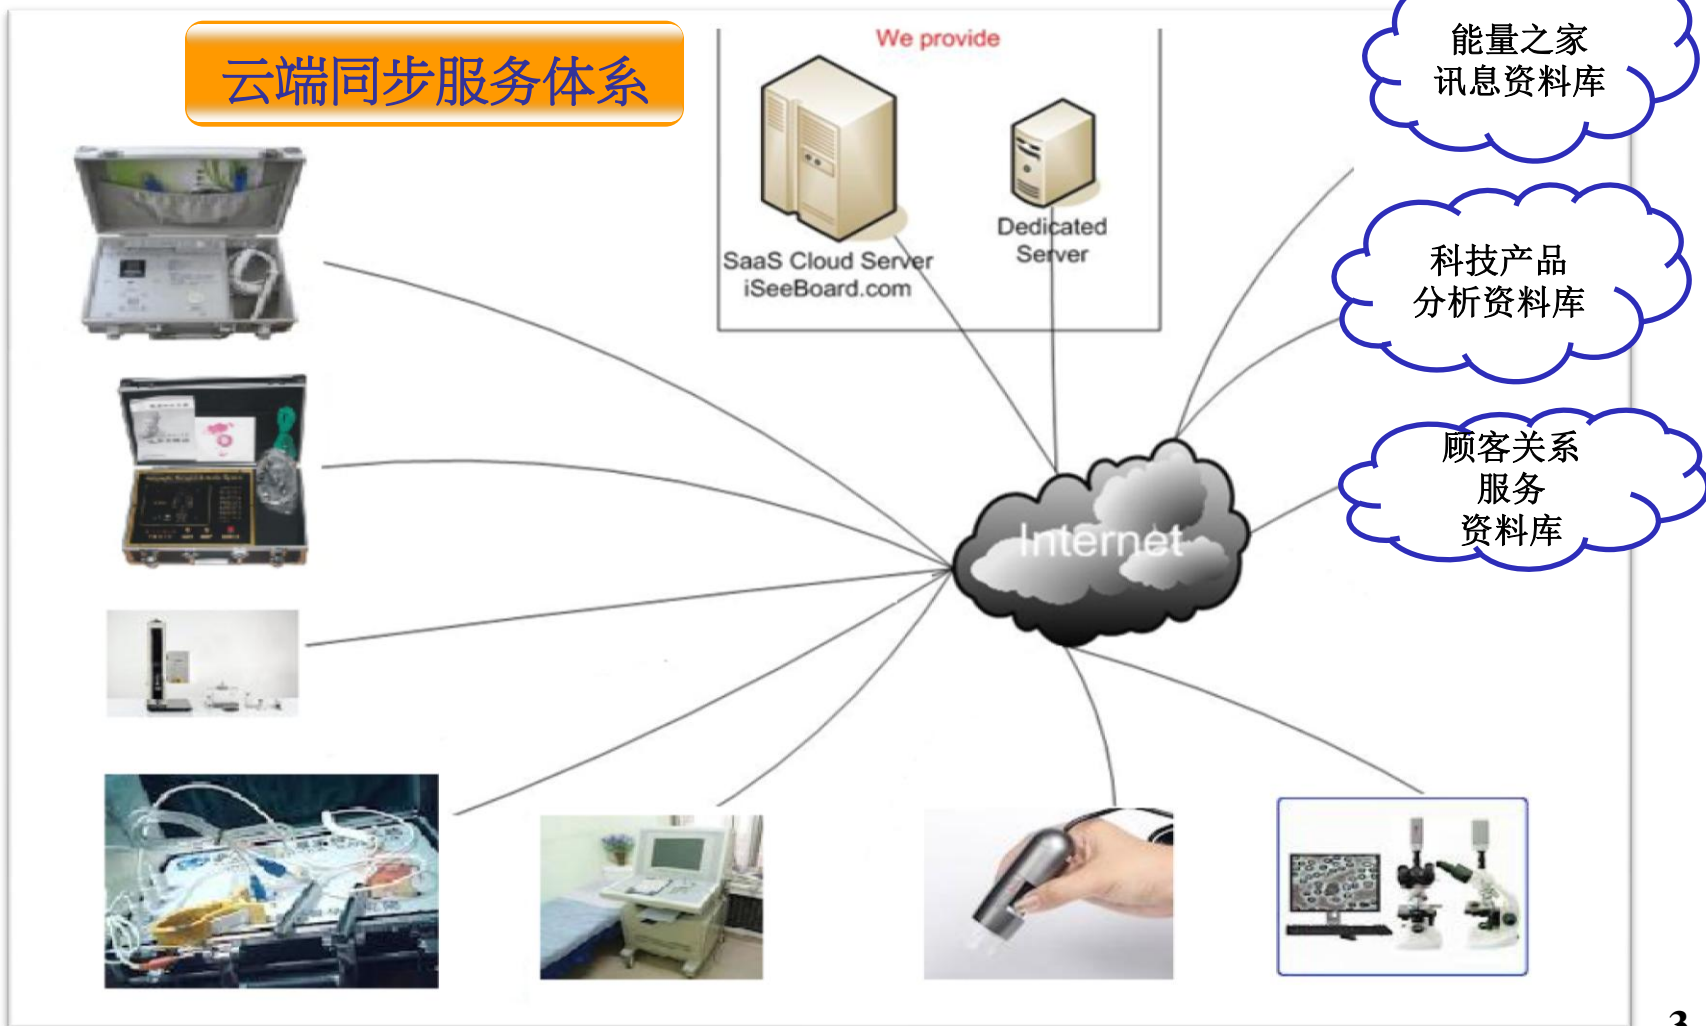 云端同步服务体系
We provide
SaaS Cloud Server
iSeeBoard.com
Dedicated
Server
能量之家
讯息资料库
科技产品
分析资料库
顾客关系
服务
资料库
Internet
3